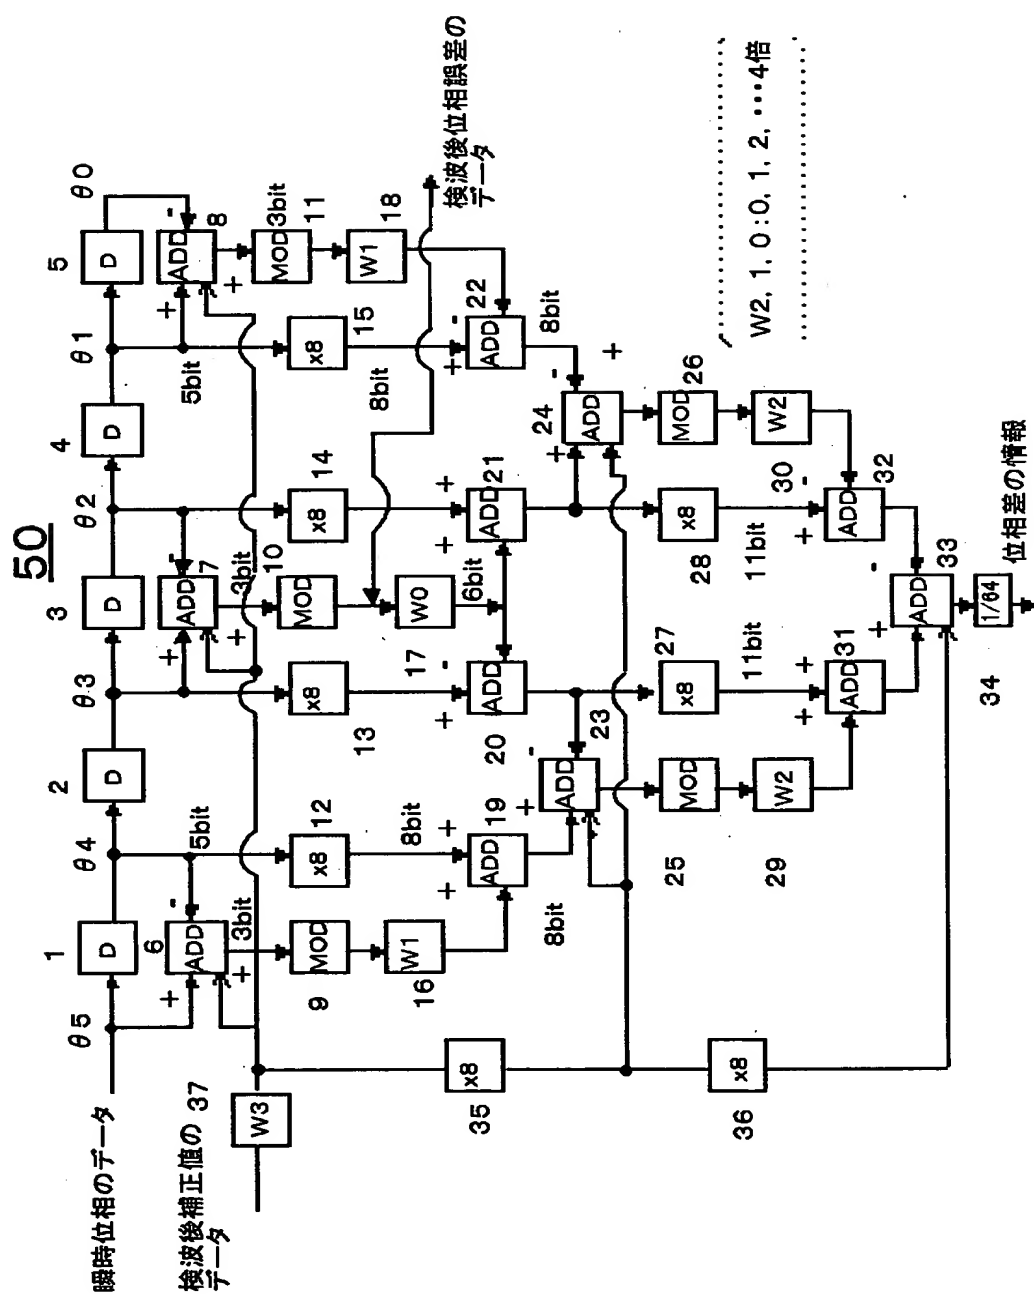 50
瞬時位相のデータ
θ5
1
D
θ4
2
D
θ3
3
D
θ2
4
D
θ1
5
D
θ0
検波後補正値の
データ
37
W3
+
6
ADD
-
+
3bit
5bit
+
7
ADD
-
+
3bit
+
8
ADD
-
+
5bit
9
MOD
12
x8
13
x8
10
MOD
14
x8
15
x8
MOD
3bit
11
16
W1
8bit
17
W0
6bit
8bit
W1
18
検波後位相誤差の
データ
35
x8
+
+
ADD
19
+
-
ADD
20
+
+
ADD
21
+
-
ADD
22
8bit
8bit
+
ADD
-
23
24
+
ADD
-
+
25
MOD
27
x8
28
x8
MOD
26
36
x8
29
W2
11bit
11bit
30
W2
+
+
ADD
31
+
-
ADD
32
+
ADD
-
33
34
1/64
位相差の情報
W2, 1, 0:0, 1, 2, …4倍